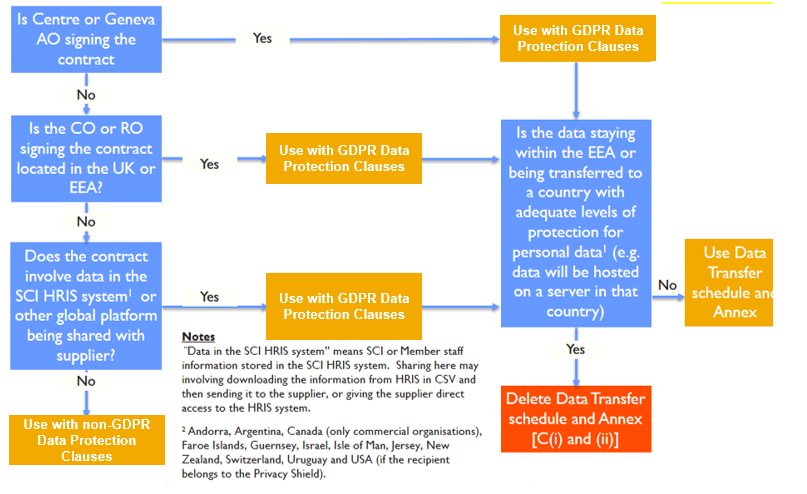 Is Centre or Geneva
AO signing the
contract
Yes
Use with GDPR Data
Protection Clauses
No
Is the CO or RO
signing the contract
located in the UK or
EEA?
Yes
Use with GDPR Data
Protection Clauses
Is the data staying
within the EEA or
being transferred to
a country with
adequate levels of
protection for
personal data¹ (e.g.
data will be hosted
on a server in that
country)
No
Use Data
Transfer
schedule and
Annex
No
Does the contract
involve data in the
SCI HRIS system¹ or
other global platform
being shared with
supplier?
Yes
Use with GDPR Data
Protection Clauses
Yes
Delete Data Transfer
schedule and Annex
[C(i) and (ii)]
No
Use with non-GDPR
Data Protection
Clauses
Notes
"Data in the SCI HRIS system" means SCI or Member staff
information stored in the SCI HRIS system. Sharing here may
involving downloading the information from HRIS in CSV and
then sending it to the supplier, or giving the supplier direct
access to the HRIS system.
² Andorra, Argentina, Canada (only commercial organisations),
Faroe Islands, Guernsey, Israel, Isle of Man, Jersey, New
Zealand, Switzerland, Uruguay and USA (if the recipient
belongs to the Privacy Shield).